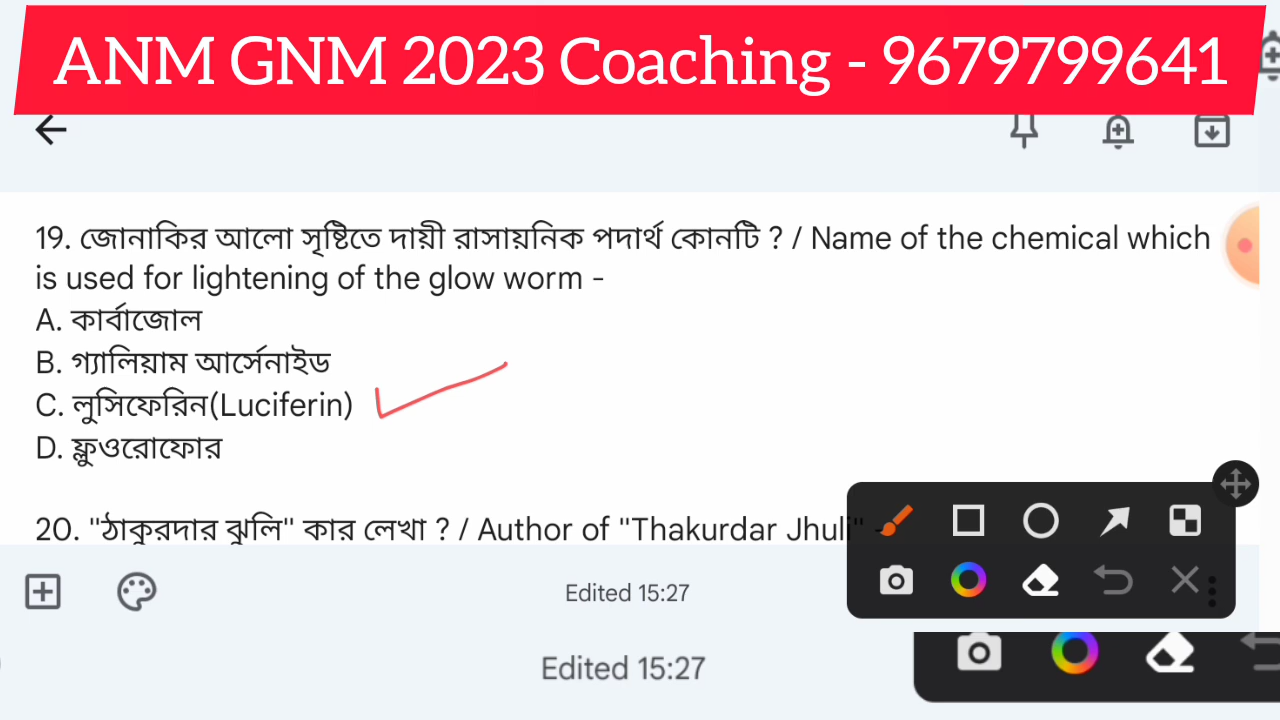 ANM GNM 2023 Coaching - 9679799641
19. জোনাকির আলো সৃষ্টিতে দায়ী রাসায়নিক পদার্থ কোনটি ? / Name of the chemical which
is used for lightening of the glow worm -
A. কার্বাজোল
B. গ্যালিয়াম আর্সেনাইড
C. লুসিফেরিন(Luciferin)
D. ফ্লুওরোফোর
20. "ঠাকুরদার ঝুলি" কার লেখা ? / Author of "Thakurdar Jhuli" -
Edited 15:27
Edited 15:27